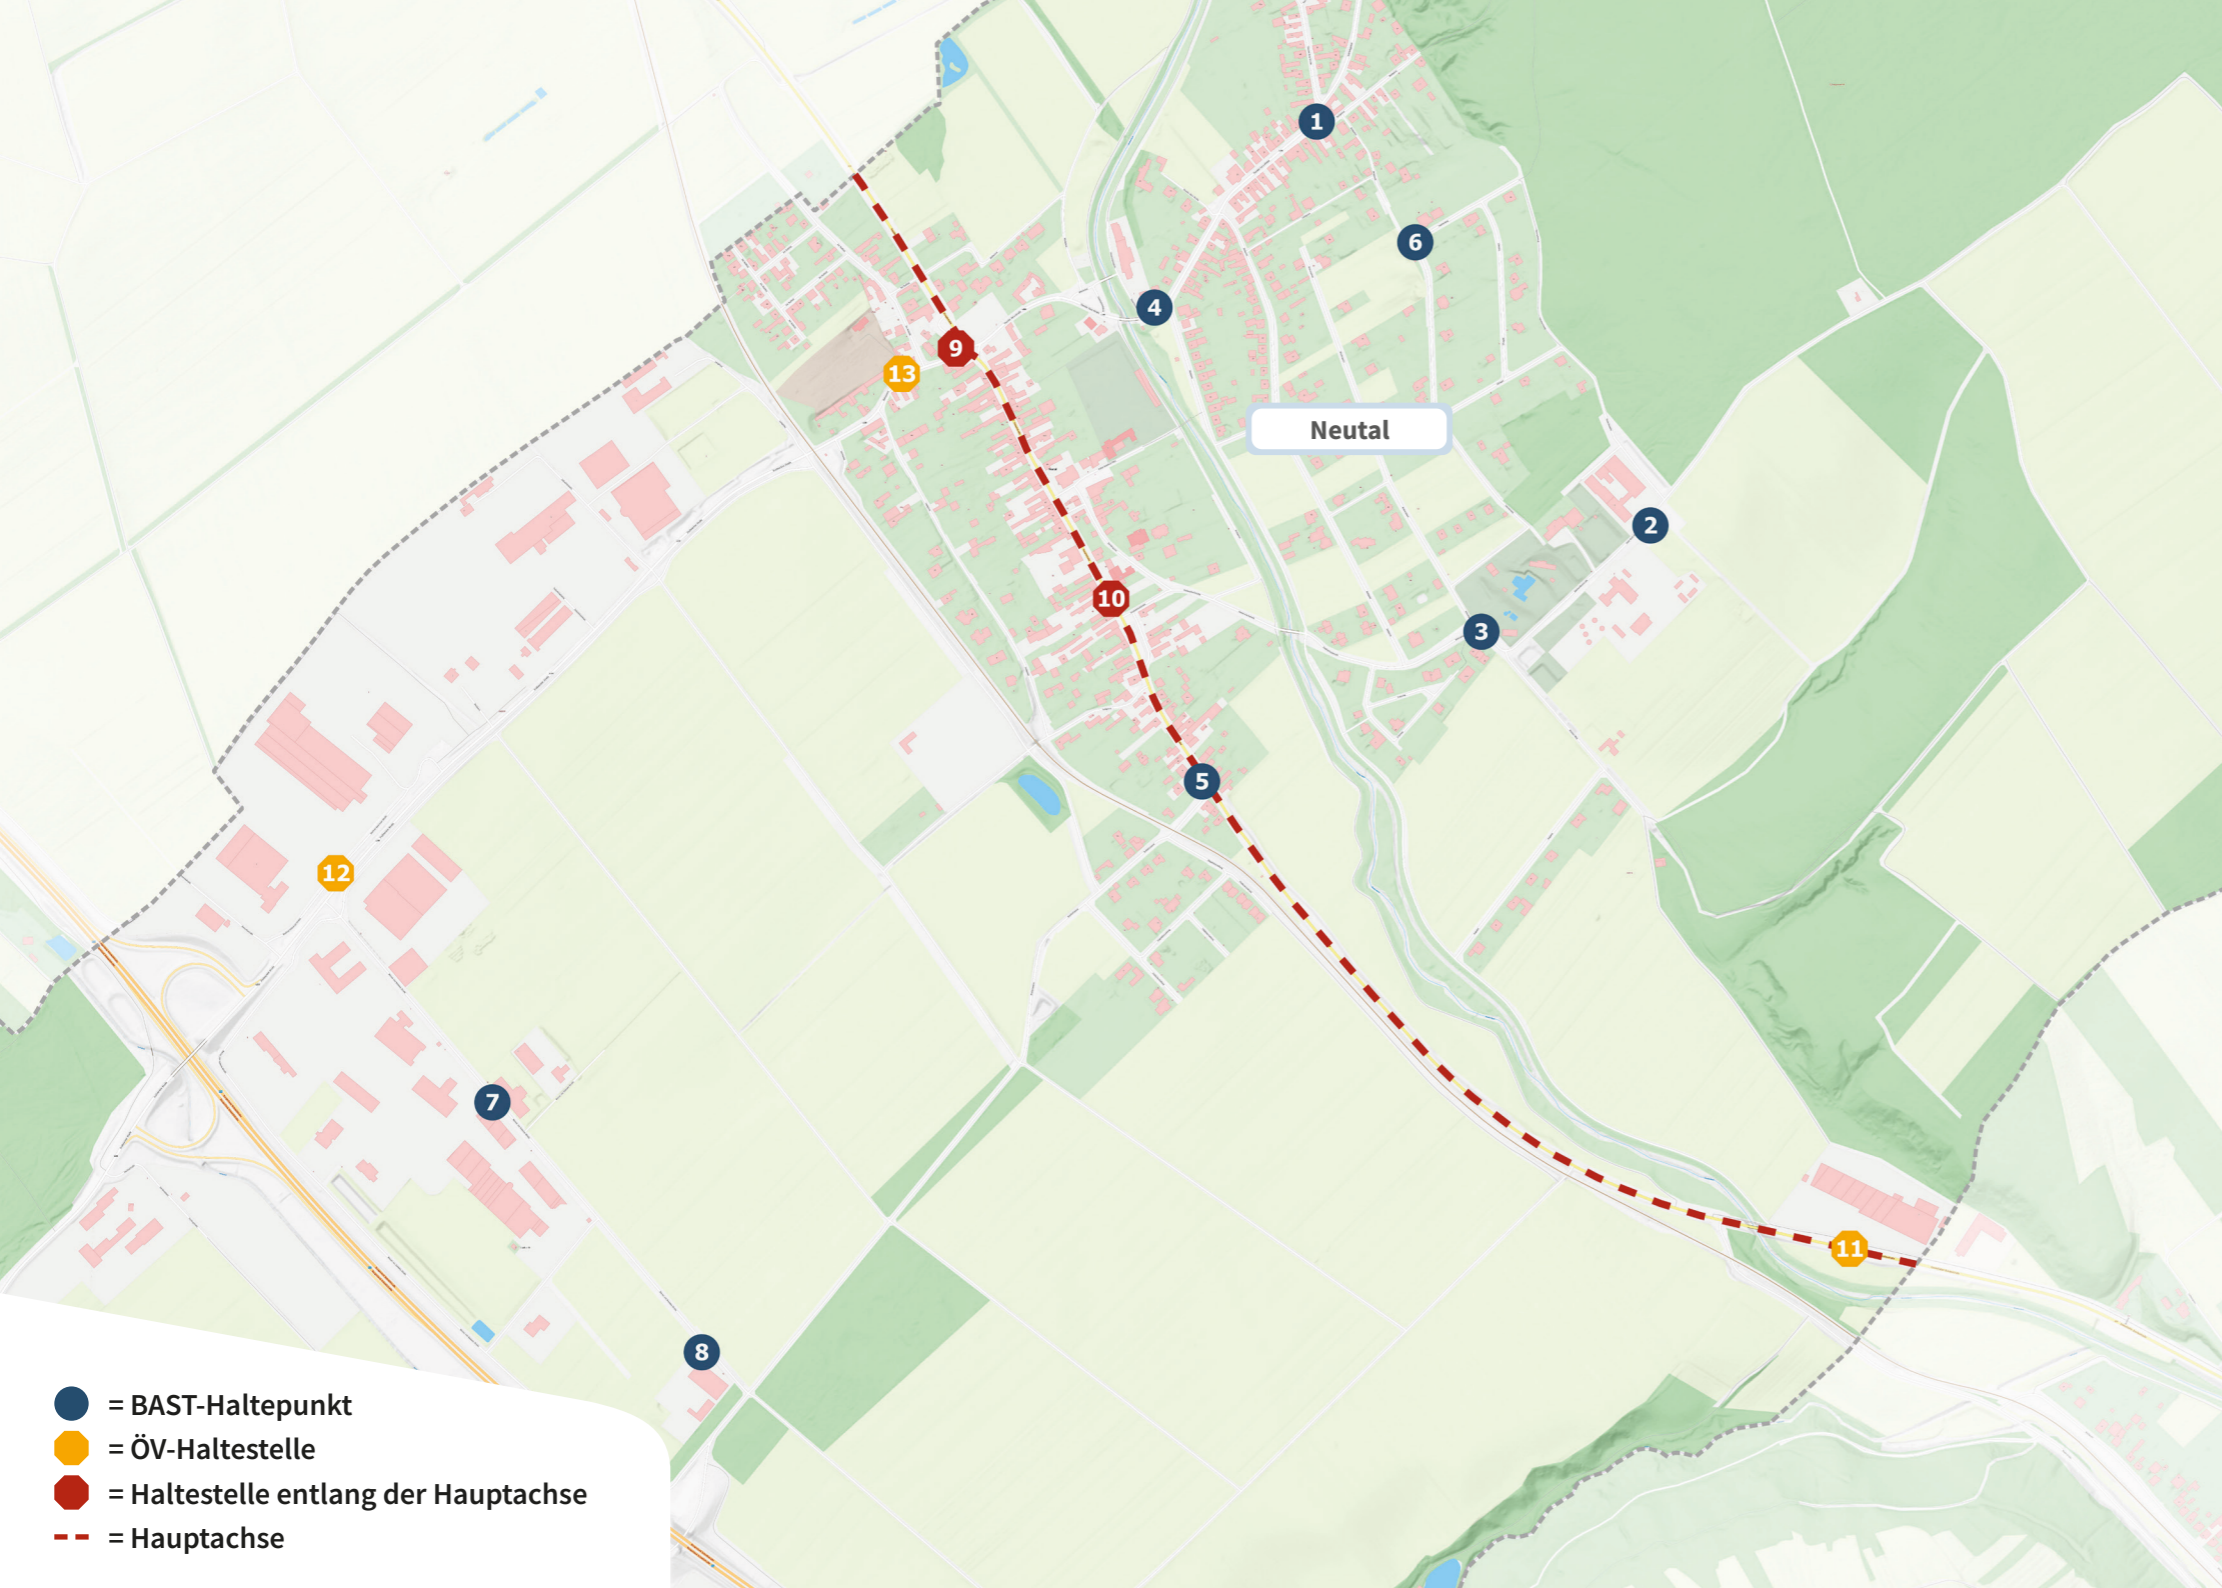 1
6
4
9
13
Neutal
2
10
3
5
12
7
11
8
= BAST-Haltepunkt
= ÖV-Haltestelle
= Haltestelle entlang der Hauptachse
= Hauptachse